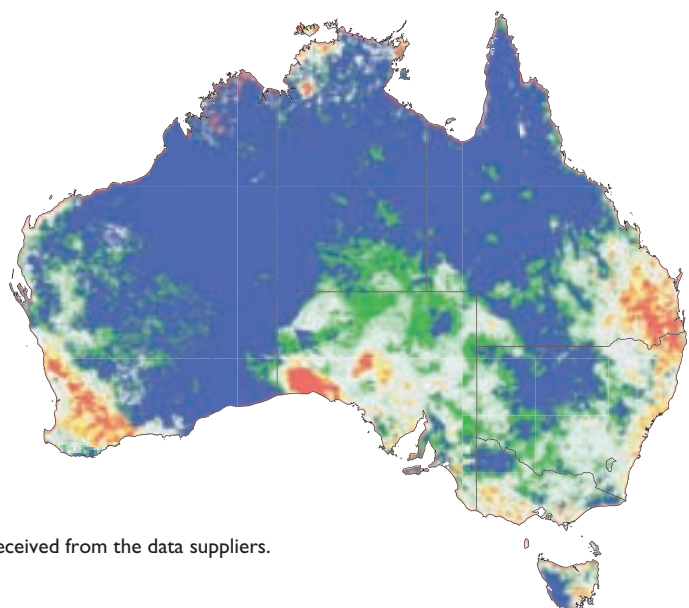 eceived from the data suppliers.